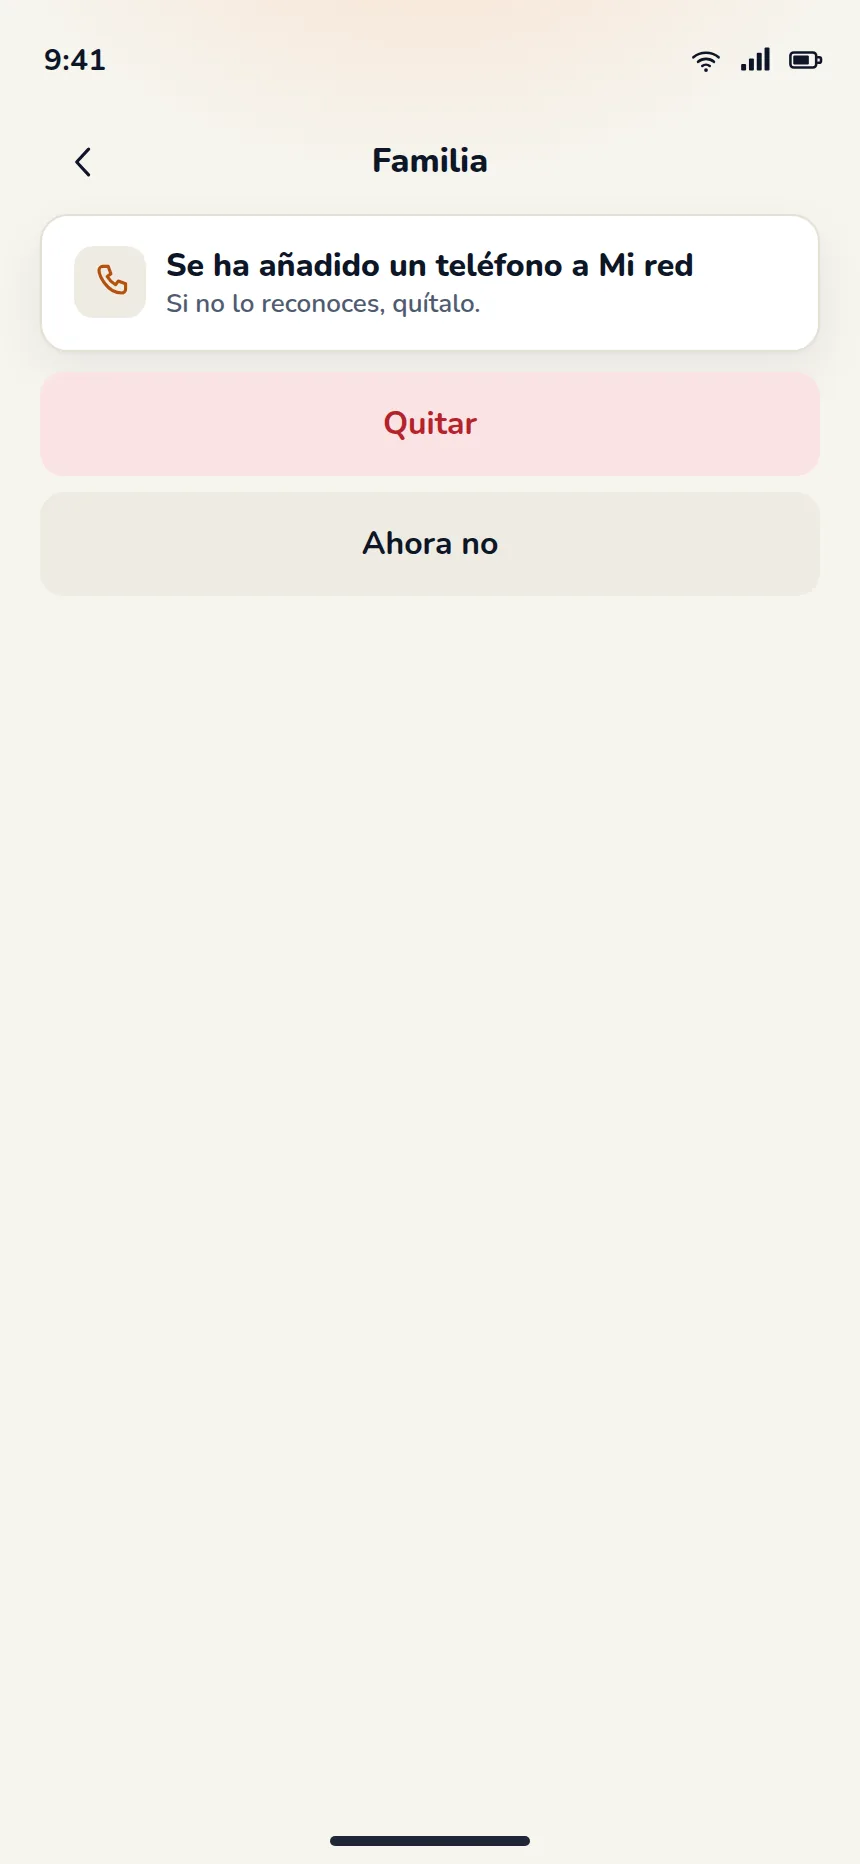 9:41
Familia
Se ha añadido un teléfono a Mi red
Si no lo reconoces, quítalo.
Quitar
Ahora no